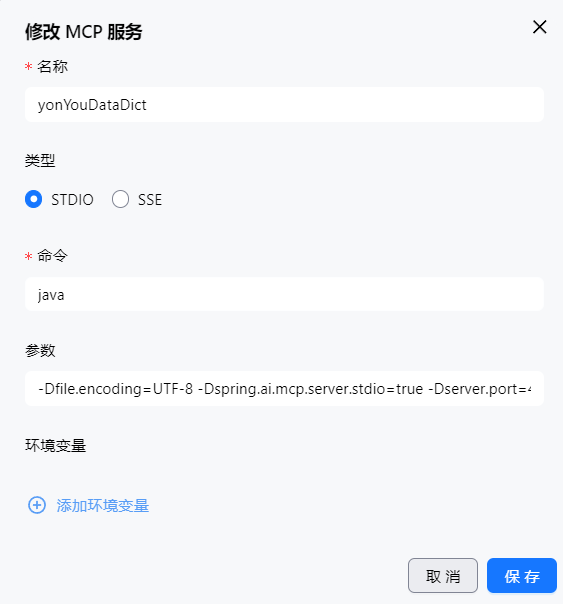 修改 MCP 服务
* 名称
yonYouDataDict
类型
STDIO SSE
* 命令
java
参数
-Dfile.encoding=UTF-8 -Dspring.ai.mcp.server.stdio=true -Dserver.port=4
环境变量
添加环境变量
取 消 保 存